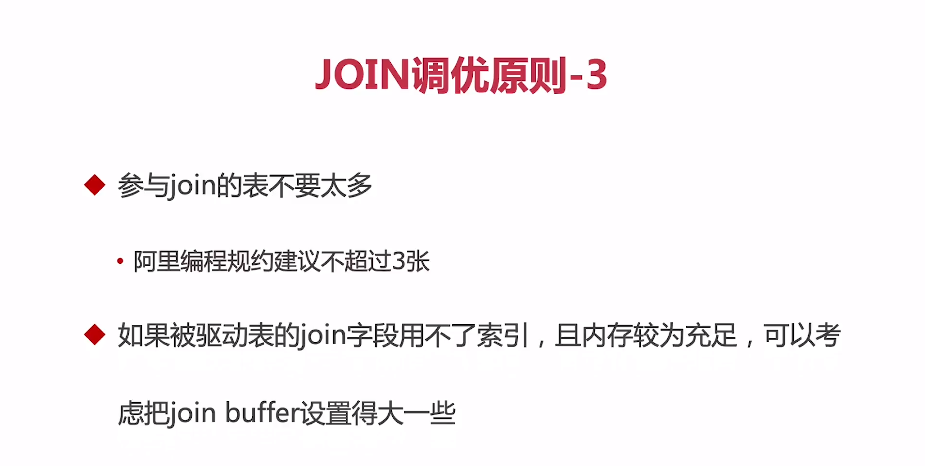 JOIN调优原则-3
◆ 参与join的表不要太多
• 阿里编程规约建议不超过3张
◆ 如果被驱动表的join字段用不了索引，且内存较为充足，可以考
虑把join buffer设置得大一些